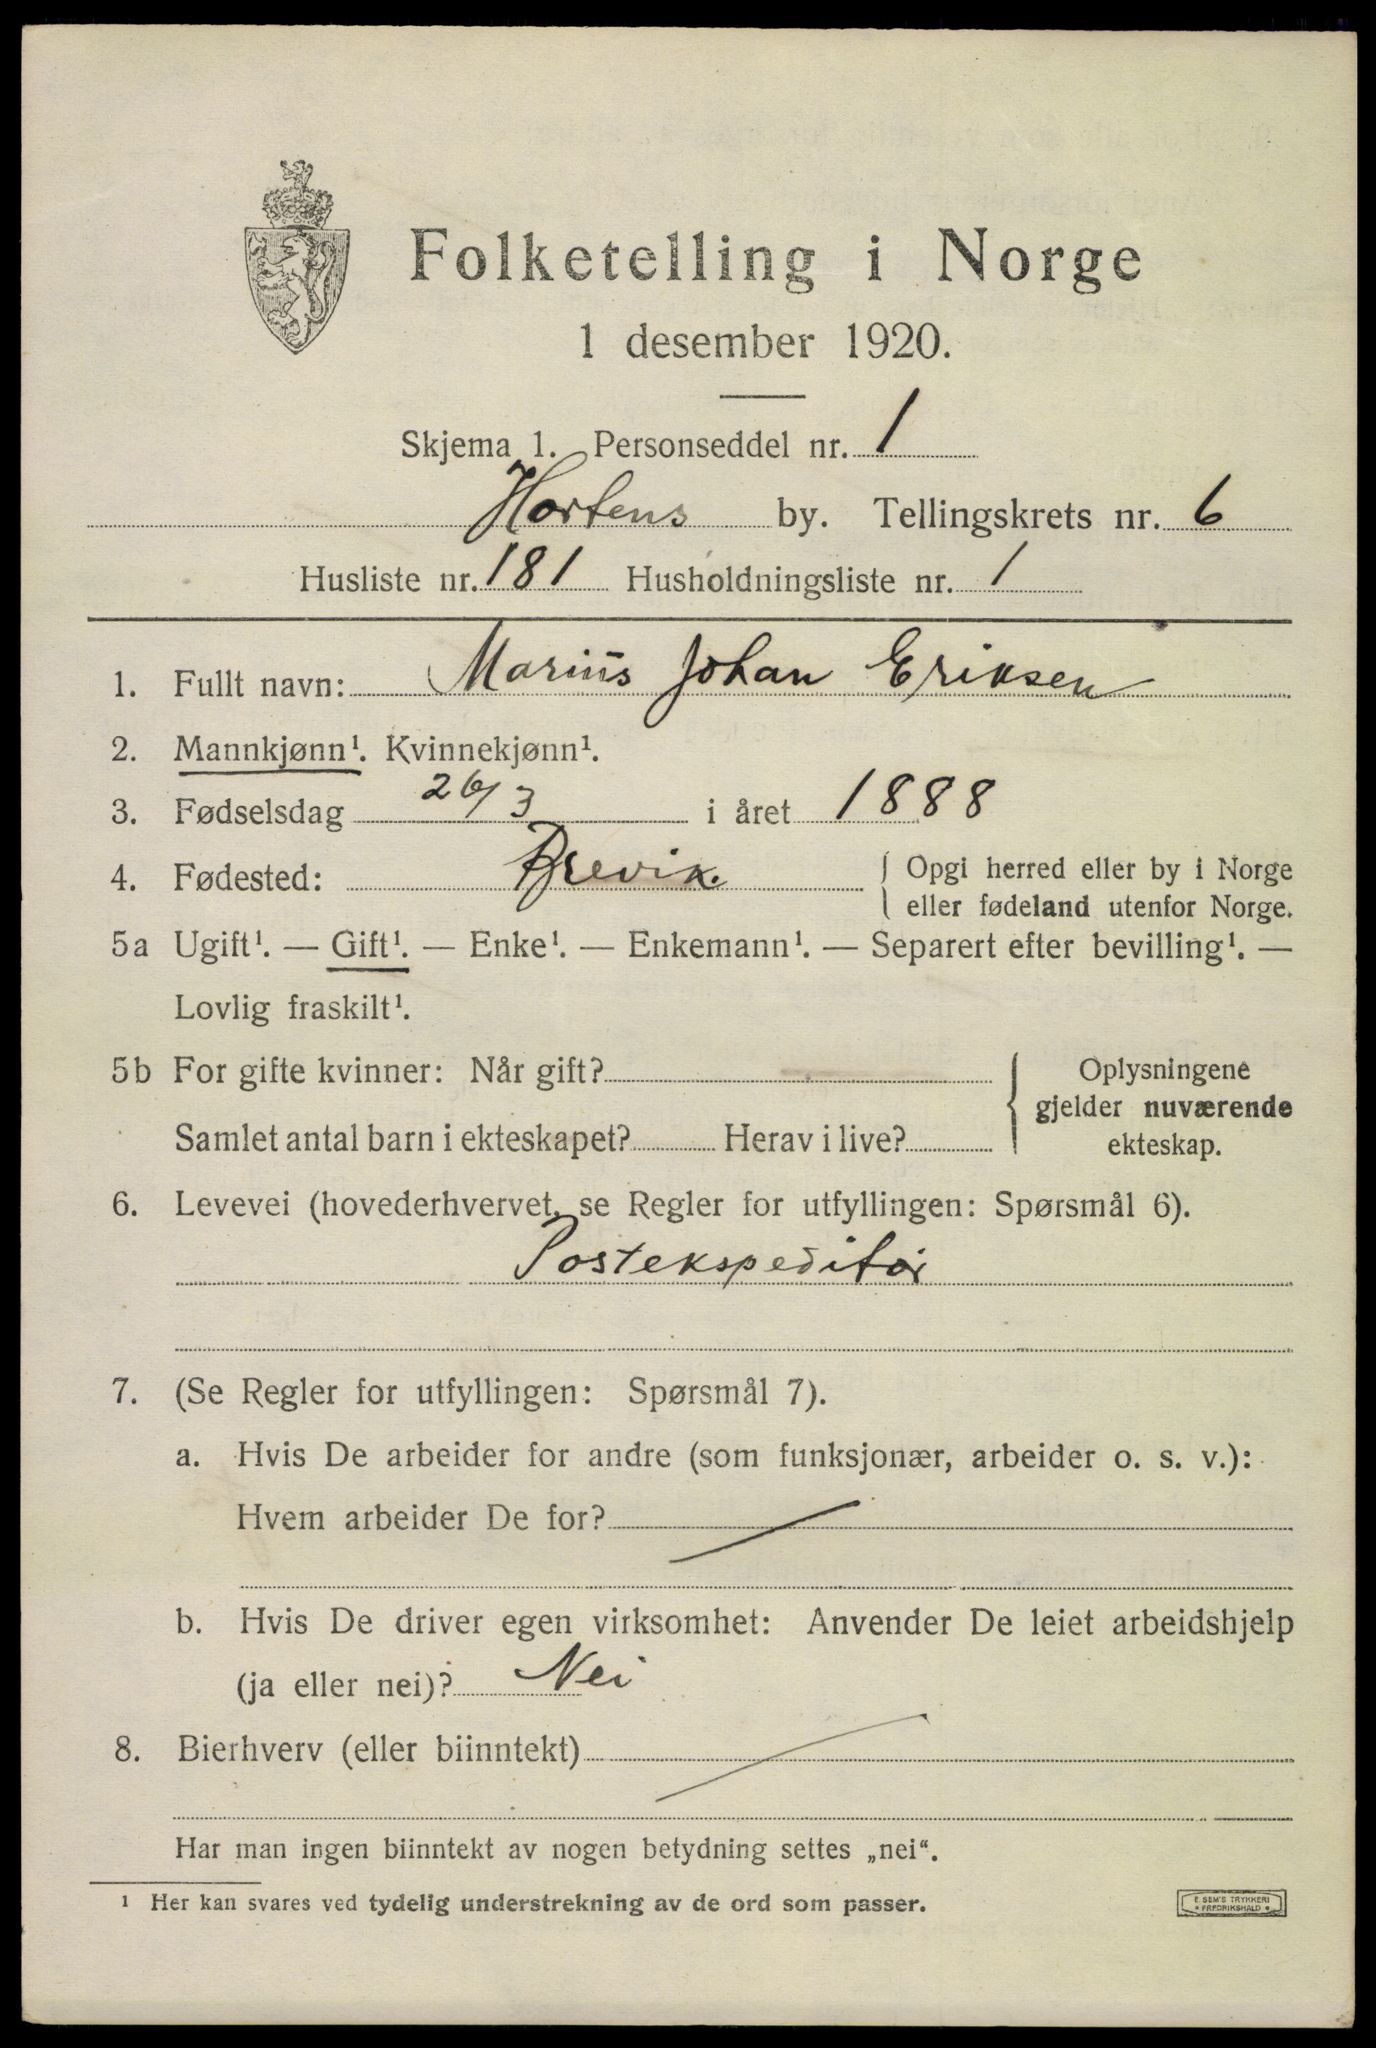 Folketelling i Norge
1 desember 1920.
Skjema 1. Personseddel nr. 1
Hortens by. Tellingskrets nr. 6
Husliste nr. 181 Husholdningsliste nr. 1
1. Fullt navn: Marius Johan Eriksen
2. Mannkjønn¹. Kvinnekjønn¹.
3. Fødselsdag 26/3 i året 1888
4. Fødested: Brevik. { Opgi herred eller by i Norge
eller fødeland utenfor Norge.
5a Ugift¹. — Gift¹. — Enke¹. — Enkemann¹. — Separert efter bevilling¹. —
Lovlig fraskilt¹.
5b For gifte kvinner: Når gift? { Oplysningene
gjelder nuværende
Samlet antal barn i ekteskapet? Herav i live? ekteskap.
6. Levevei (hovederhvervet, se Regler for utfyllingen: Spørsmål 6).
Postekspeditør
7. (Se Regler for utfyllingen: Spørsmål 7).
a. Hvis De arbeider for andre (som funksjonær, arbeider o. s. v.):
Hvem arbeider De for? /
b. Hvis De driver egen virksomhet: Anvender De leiet arbeidshjelp
(ja eller nei)? Nei
8. Bierhverv (eller biinntekt) /
Har man ingen biinntekt av nogen betydning settes „nei“.
¹ Her kan svares ved tydelig understrekning av de ord som passer.
E. SEM'S TRYKKERI
• FREDRIKSHALD •